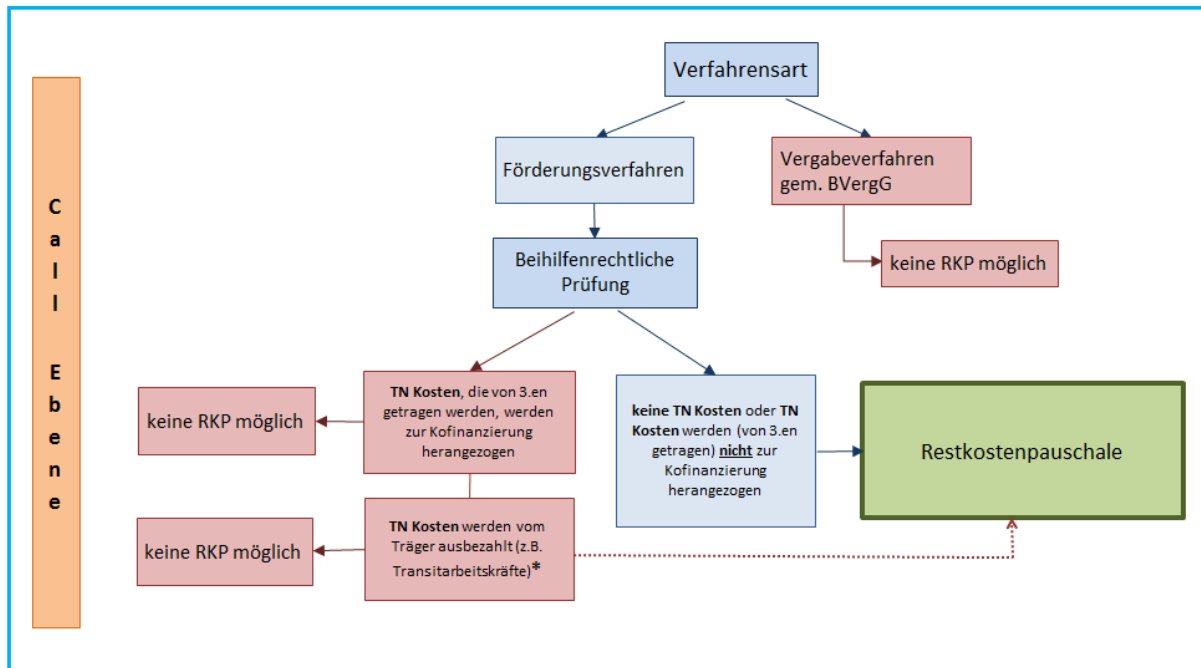 Call Ebene
Verfahrensart
Förderungsverfahren
Vergabeverfahren
gem. BVergG
keine RKP möglich
Beihilfenrechtliche
Prüfung
keine RKP möglich
TN Kosten, die von 3.en
getragen werden, werden
zur Kofinanzierung
herangezogen
keine TN Kosten oder TN
Kosten werden (von 3.en
getragen) nicht zur
Kofinanzierung
herangezogen
Restkostenpauschale
keine RKP möglich
TN Kosten werden vom
Träger ausbezahlt (z.B.
Transitarbeitskräfte)*